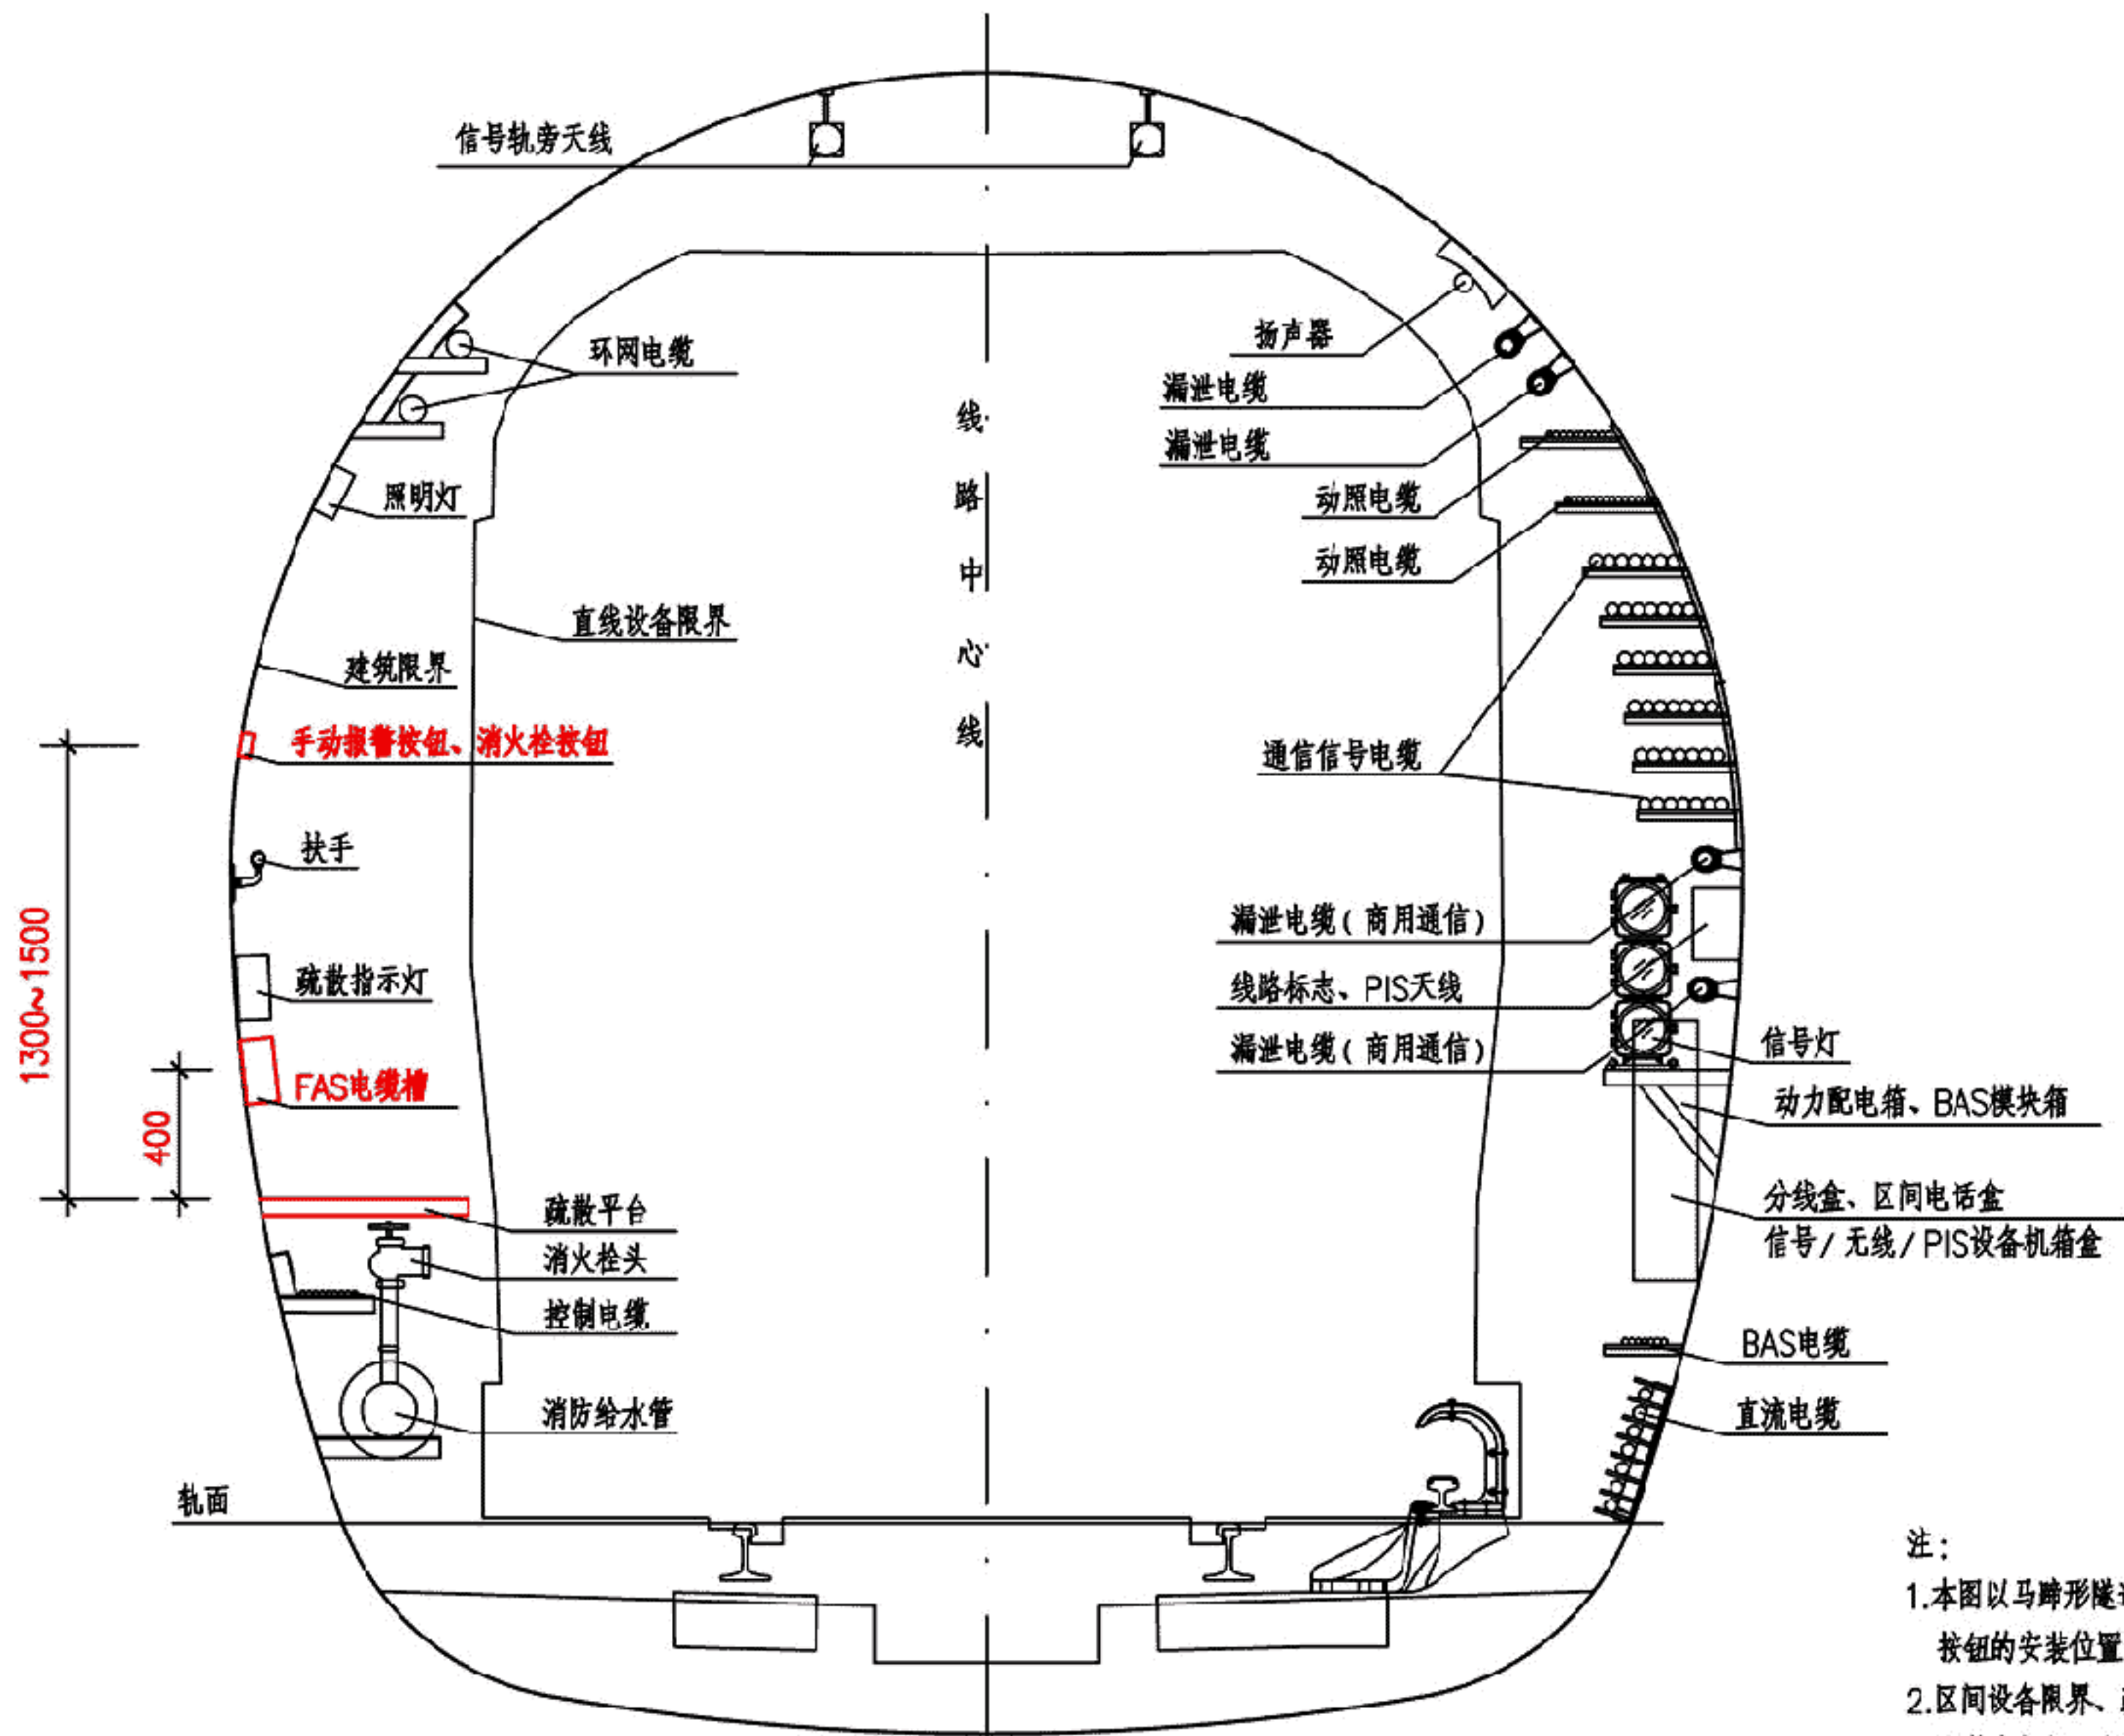 信号轨旁天线
环网电缆
照明灯
直线设备限界
建筑限界
手动报警按钮、消火栓按钮
扶手
疏散指示灯
FAS电缆槽
1300~1500
400
疏散平台
消火栓头
控制电缆
消防给水管
轨面
线路中心线
扬声器
漏泄电缆
漏泄电缆
动照电缆
动照电缆
通信信号电缆
漏泄电缆(商用通信)
线路标志、PIS天线
漏泄电缆(商用通信)
信号灯
动力配电箱、BAS模块箱
分线盒、区间电话盒
信号/无线/PIS设备机箱盒
BAS电缆
直流电缆
注:
1.本图以马蹄形隧
按钮的安装位置
2.区间设备限界、